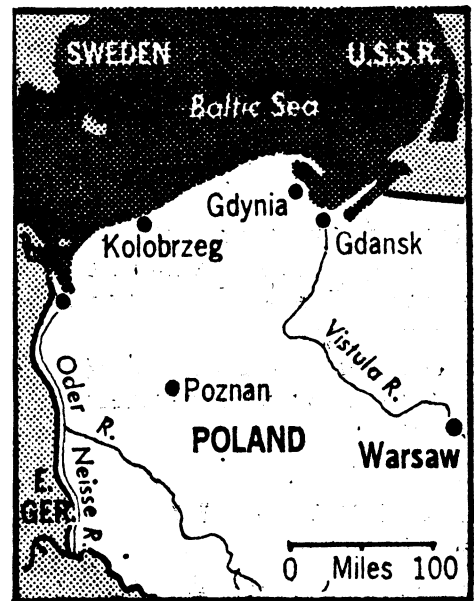 SWEDEN U.S.S.R.
Baltic Sea
Gdynia
Kolobrzeg
Gdansk
Oder R.
Vistula R.
Poznan
POLAND
Warsaw
Neisse R.
E. GER.
0 Miles 100